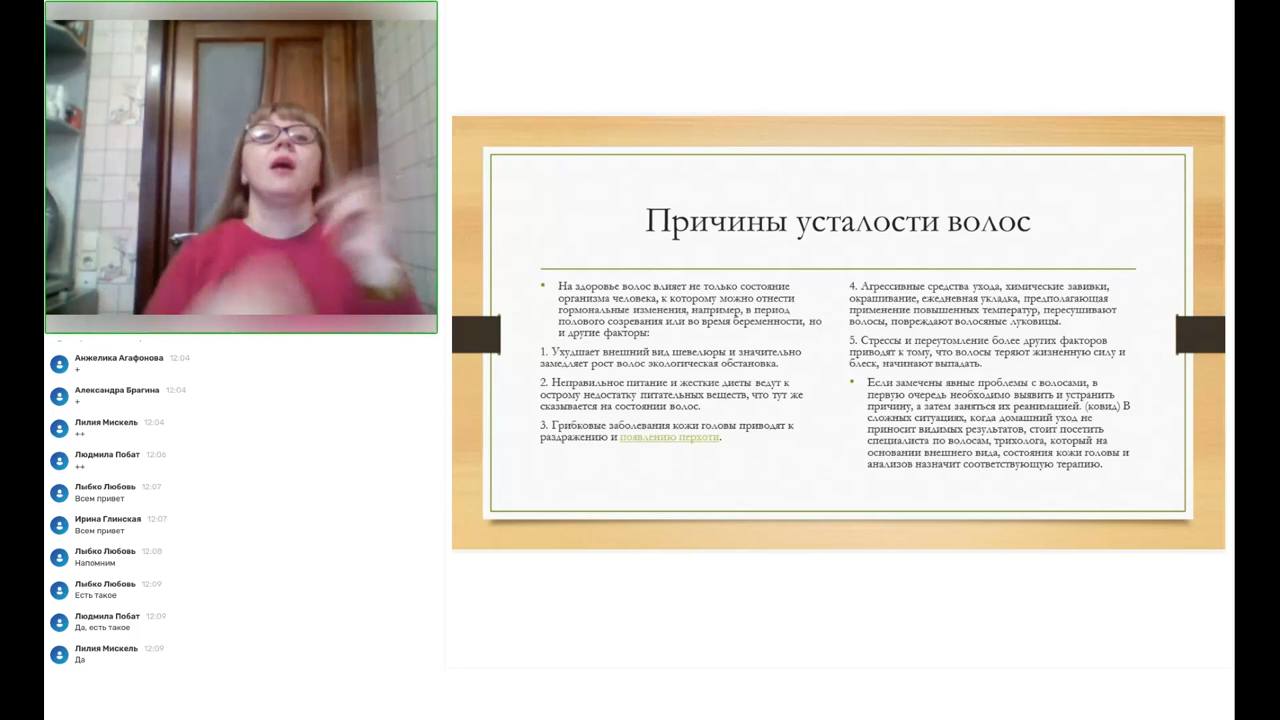 Анжелика Агафонова 12:04
+
Александра Брагина 12:04
+
Лилия Мискель 12:04
++
Людмила Побат 12:06
++
Лыбко Любовь 12:07
Всем привет
Ирина Глинская 12:07
Всем привет
Лыбко Любовь 12:08
Напомним
Лыбко Любовь 12:09
Есть такое
Людмила Побат 12:09
Да, есть такое
Лилия Мискель 12:09
Да
Причины усталости волос
На здоровье волос влияет не только состояние
организма человека, к которому можно отнести
гормональные изменения, например, в период
полового созревания или во время беременности, но
и другие факторы:
1. Ухудшает внешний вид шевелюры и значительно
замедляет рост волос экологическая обстановка.
2. Неправильное питание и жесткие диеты ведут к
острому недостатку питательных веществ, что тут же
сказывается на состоянии волос.
3. Грибковые заболевания кожи головы приводят к
раздражению и появлению перхоти.
4. Агрессивные средства ухода, химические завивки,
окрашивание, ежедневная укладка, предполагающая
применение повышенных температур, пересушивают
волосы, повреждают волосяные луковицы.
5. Стрессы и переутомление более других факторов
приводят к тому, что волосы теряют жизненную силу и
блеск, начинают выпадать.
Если замечены явные проблемы с волосами, в
первую очередь необходимо выявить и устранить
причину, а затем заняться их реанимацией. (ковид) В
сложных ситуациях, когда домашний уход не
приносит видимых результатов, стоит посетить
специалиста по волосам, трихолога, который на
основании внешнего вида, состояния кожи головы и
анализов назначит соответствующую терапию.